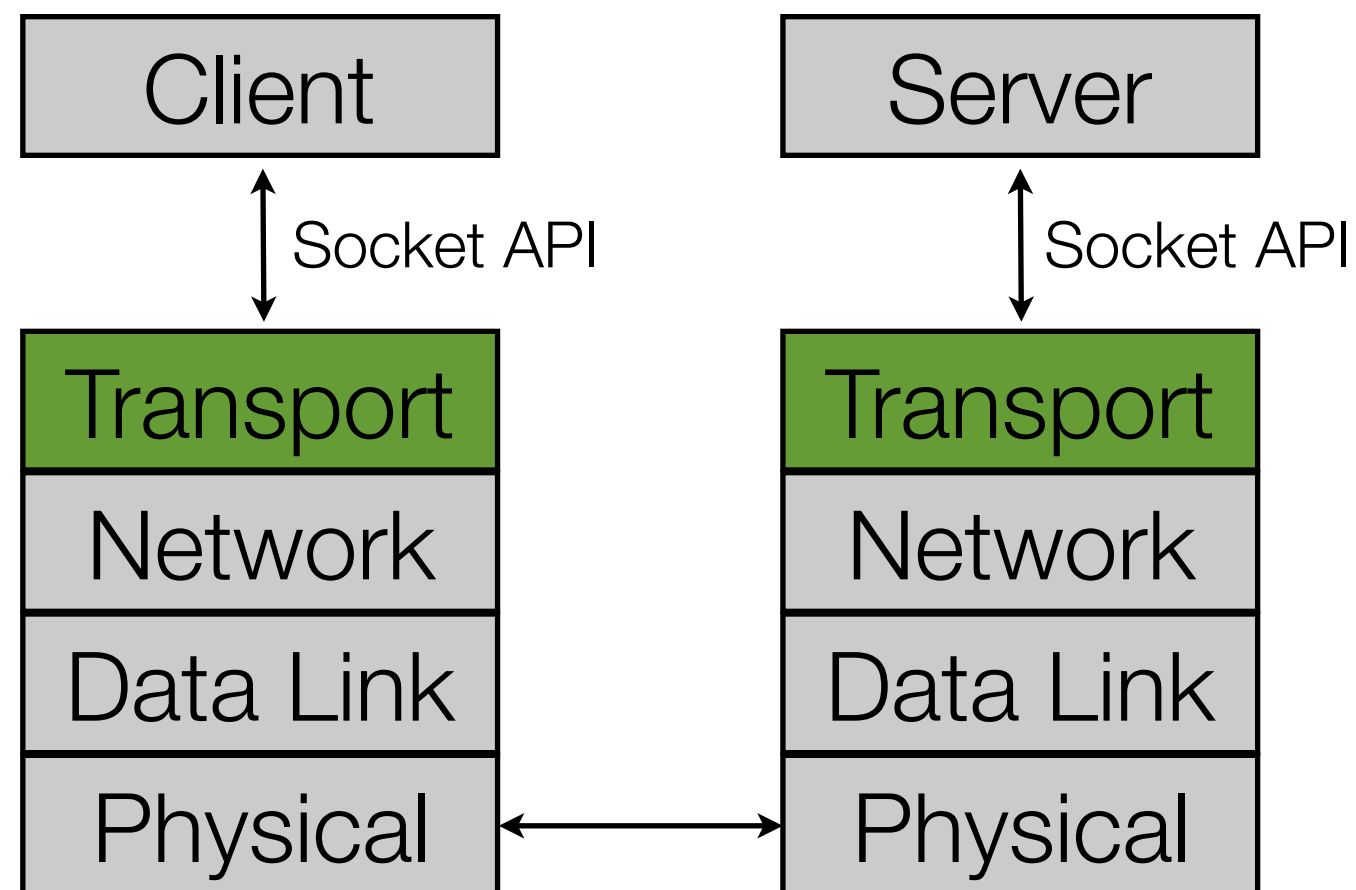 Client
Server
Socket API
Socket API
Transport
Transport
Network
Network
Data Link
Data Link
Physical
Physical